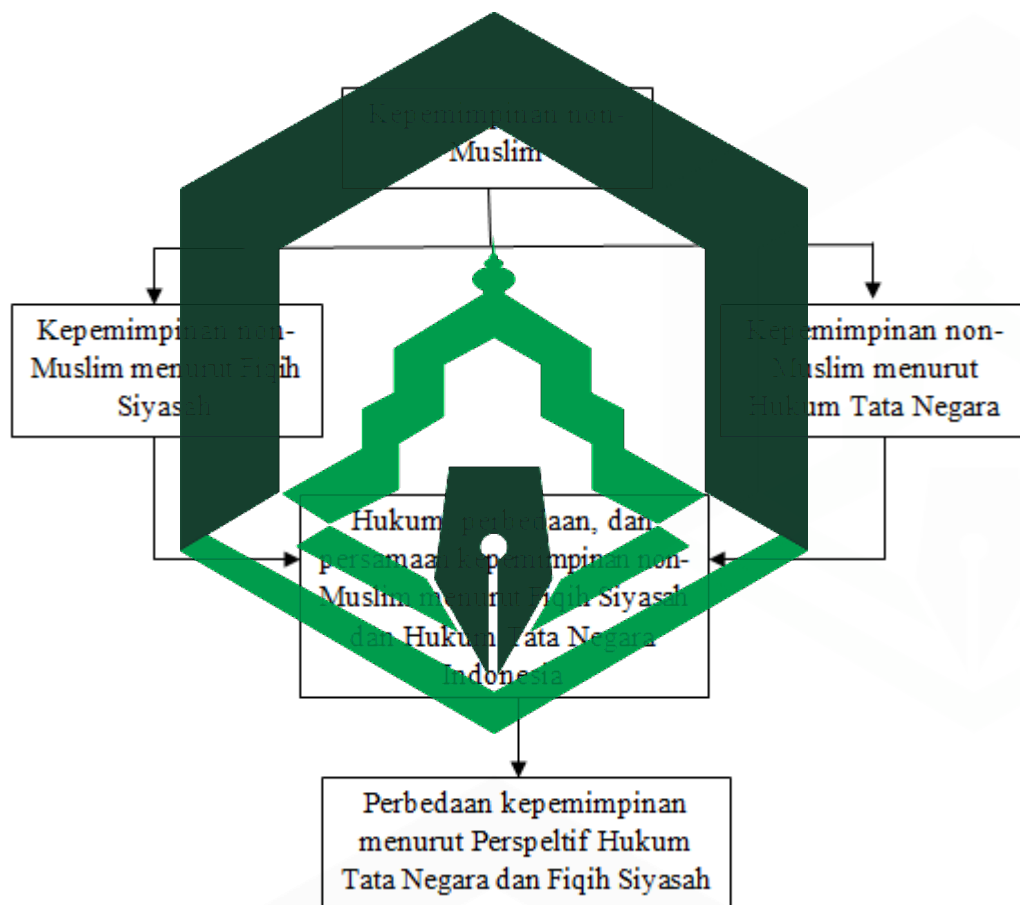 Kepemimpinan non-
Muslim
Kepemimpinan non-
Muslim menurut Fiqih
Siyasah
Kepemimpinan non-
Muslim menurut
Hukum Tata Negara
Hukum, perbedaan, dan
persamaan kepemimpinan non-
Muslim menurut Fiqih Siyasah
dan Hukum Tata Negara
Indonesia
Perbedaan kepemimpinan
menurut Perspeltif Hukum
Tata Negara dan Fiqih Siyasah